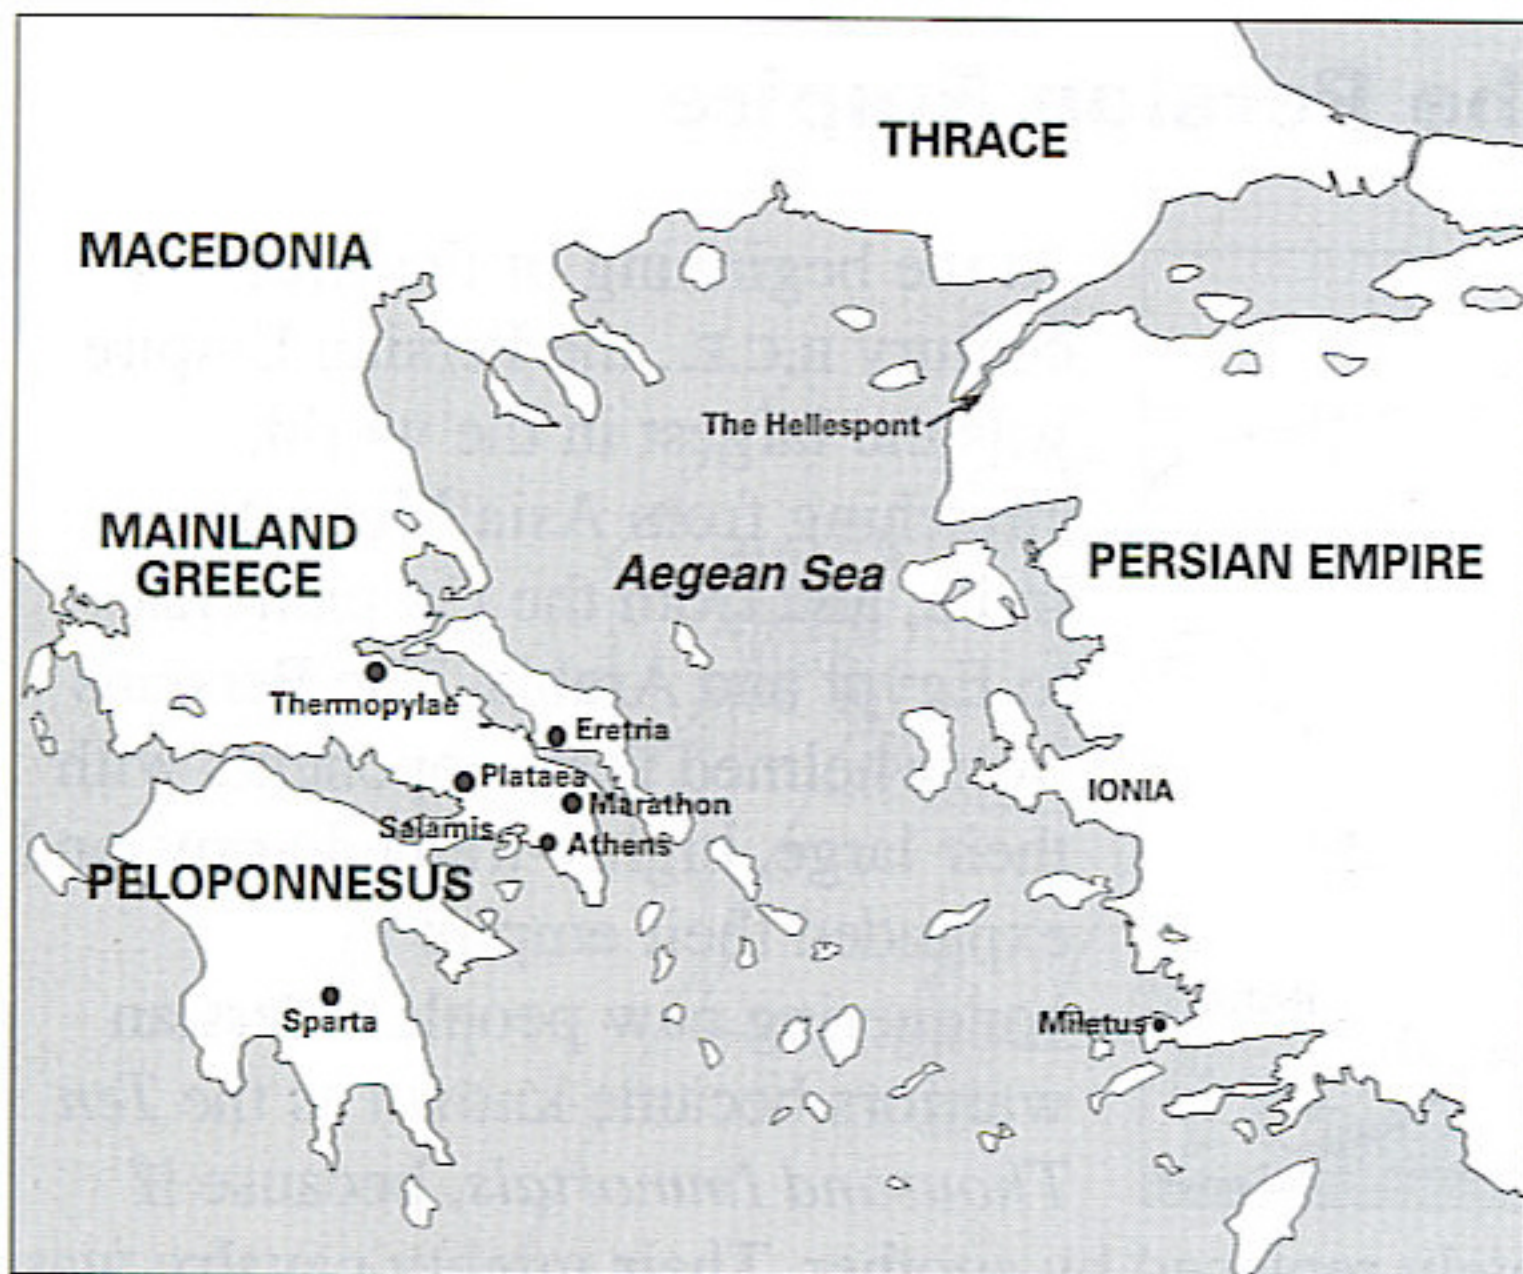 THRACE
MACEDONIA
The Hellespont
MAINLAND
GREECE
Aegean Sea
PERSIAN EMPIRE
Thermopylae
Eretria
Plataea
IONIA
Marathon
Salamis
Athens
PELOPONNESUS
Sparta
Miletus